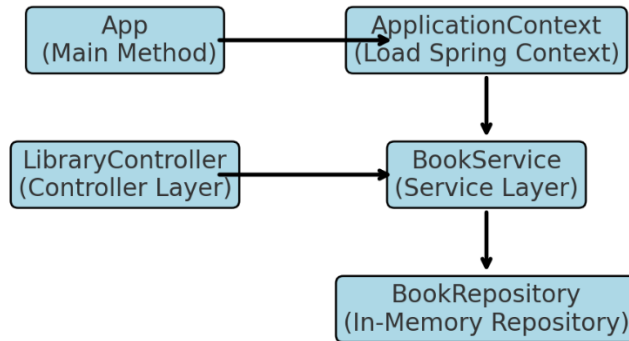 App
(Main Method)
ApplicationContext
(Load Spring Context)
LibraryController
(Controller Layer)
BookService
(Service Layer)
BookRepository
(In-Memory Repository)